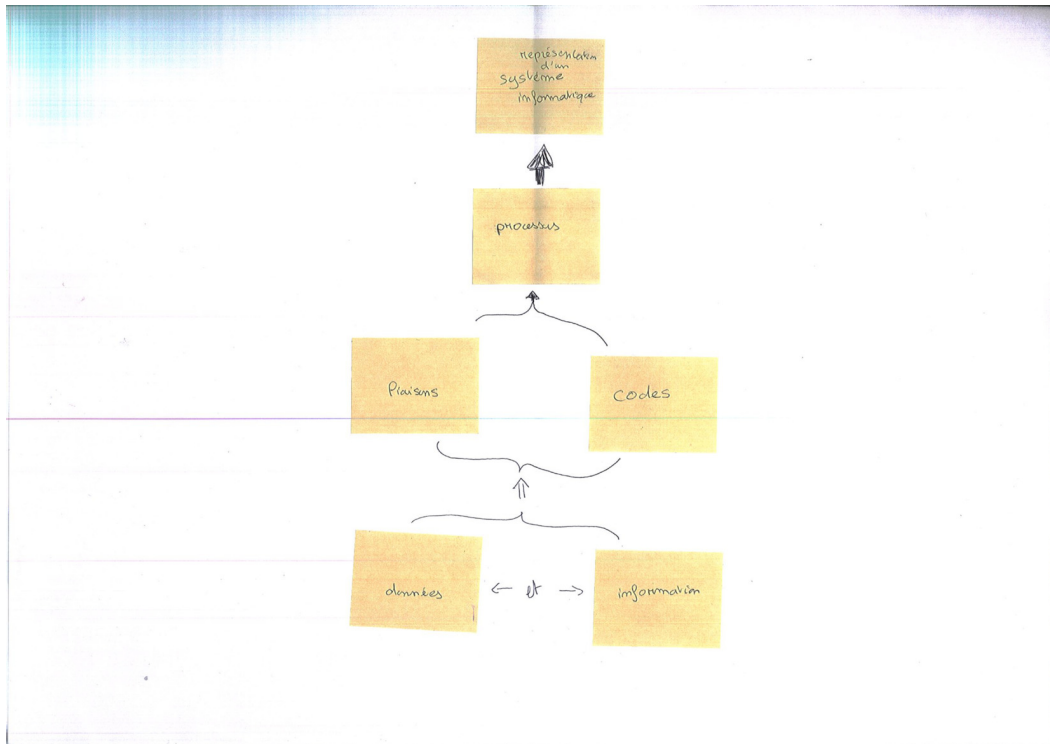 représentation
d'un
système
informatique
processus
liaisons
codes
données
et
information